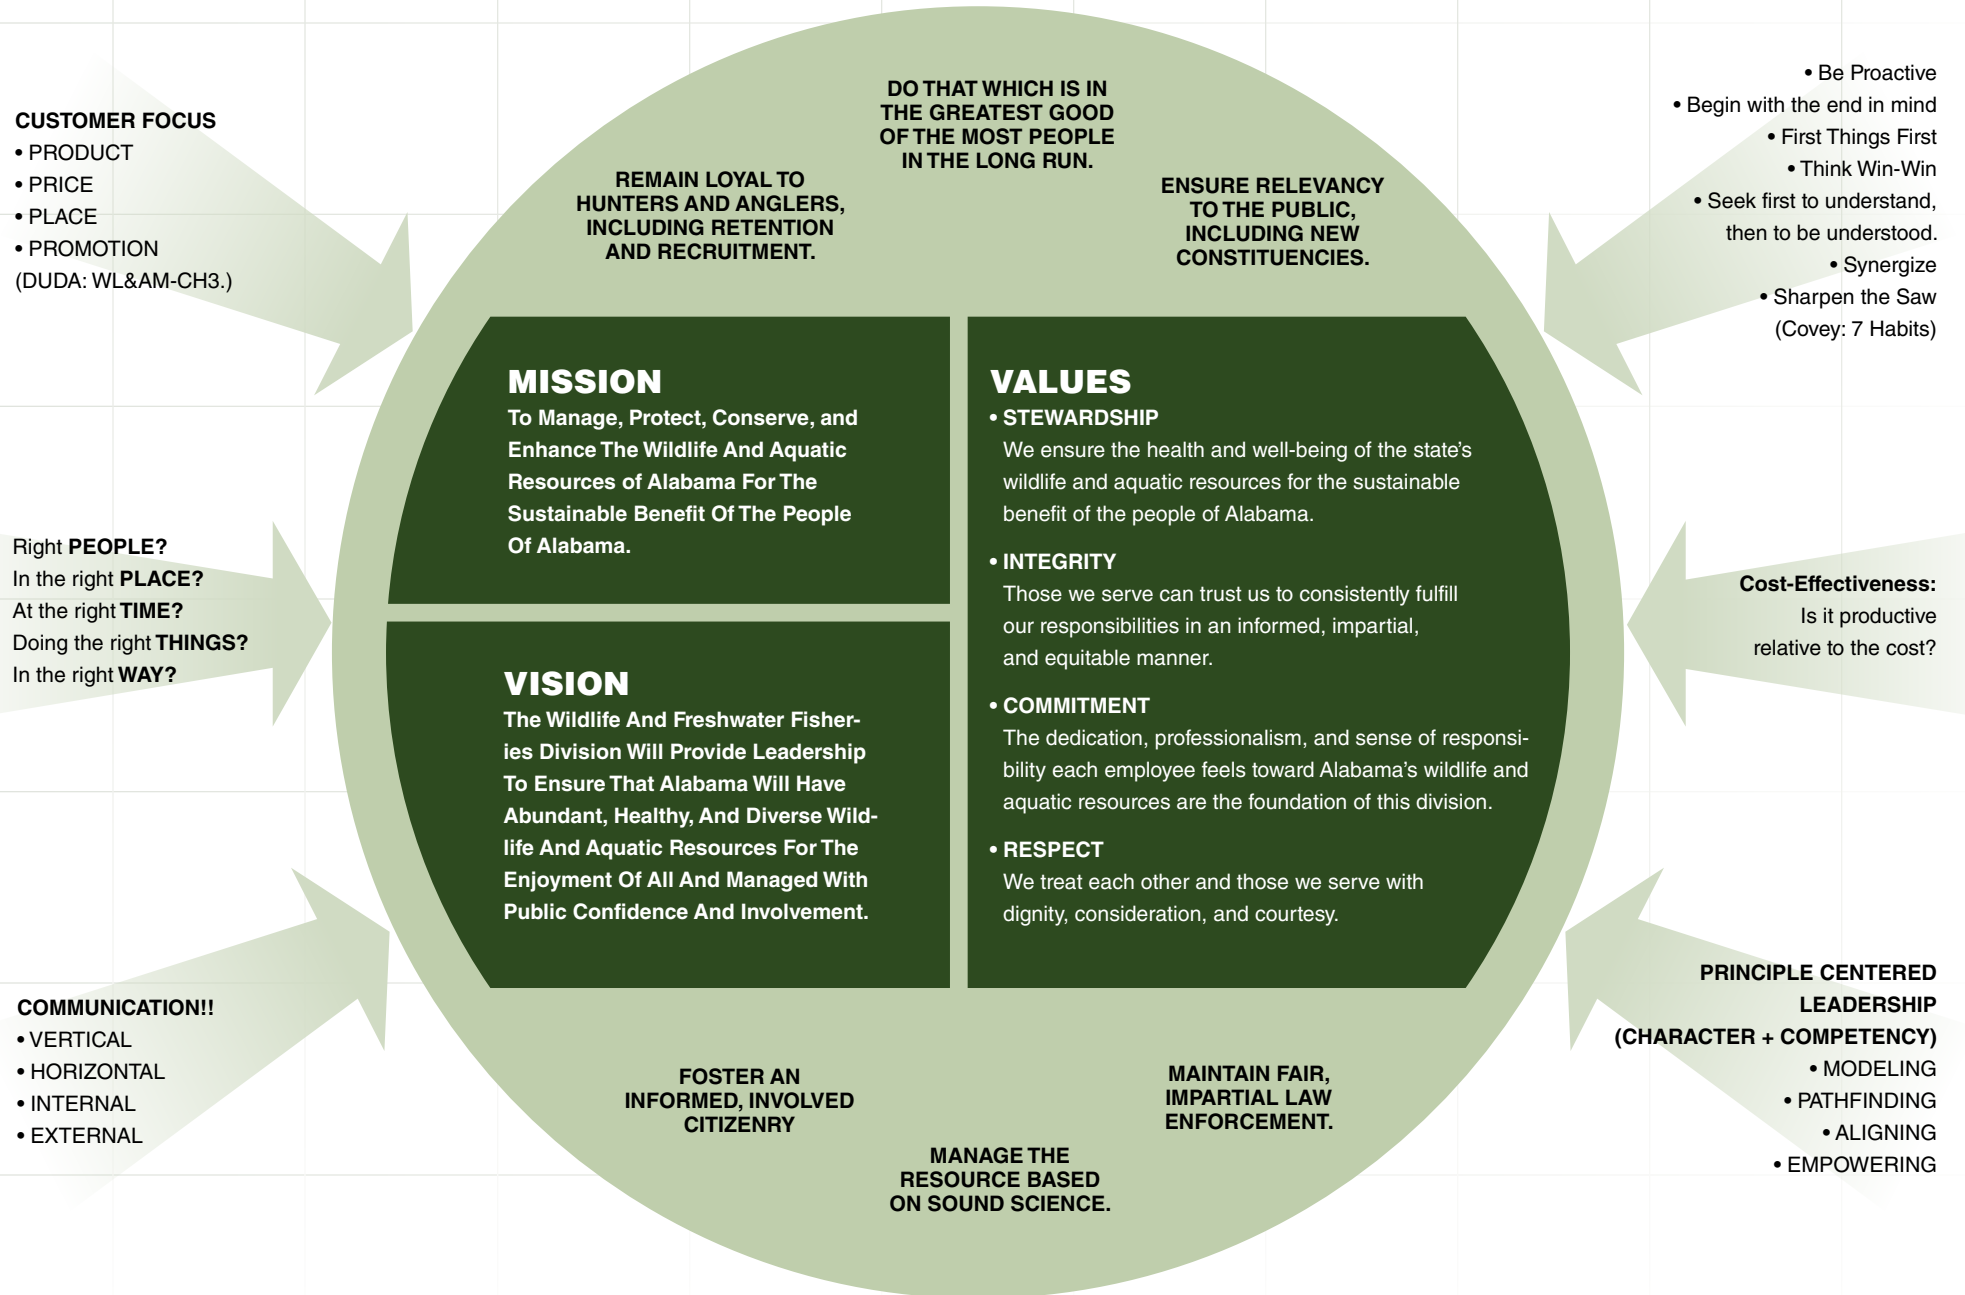 CUSTOMER FOCUS
• PRODUCT
• PRICE
• PLACE
• PROMOTION
(DUDA: WL&AM-CH3.)
DO THAT WHICH IS IN
THE GREATEST GOOD
OF THE MOST PEOPLE
IN THE LONG RUN.
REMAIN LOYAL TO
HUNTERS AND ANGLERS,
INCLUDING RETENTION
AND RECRUITMENT.
ENSURE RELEVANCY
TO THE PUBLIC,
INCLUDING NEW
CONSTITUENCIES.
• Be Proactive
• Begin with the end in mind
• First Things First
• Think Win-Win
• Seek first to understand,
then to be understood.
• Synergize
• Sharpen the Saw
(Covey: 7 Habits)
Right PEOPLE?
In the right PLACE?
At the right TIME?
Doing the right THINGS?
In the right WAY?
MISSION
To Manage, Protect, Conserve, and
Enhance The Wildlife And Aquatic
Resources of Alabama For The
Sustainable Benefit Of The People
Of Alabama.
VISION
The Wildlife And Freshwater Fisher-
ies Division Will Provide Leadership
To Ensure That Alabama Will Have
Abundant, Healthy, And Diverse Wild-
life And Aquatic Resources For The
Enjoyment Of All And Managed With
Public Confidence And Involvement.
VALUES
• STEWARDSHIP
We ensure the health and well-being of the state's
wildlife and aquatic resources for the sustainable
benefit of the people of Alabama.
• INTEGRITY
Those we serve can trust us to consistently fulfill
our responsibilities in an informed, impartial,
and equitable manner.
• COMMITMENT
The dedication, professionalism, and sense of responsi-
bility each employee feels toward Alabama's wildlife and
aquatic resources are the foundation of this division.
• RESPECT
We treat each other and those we serve with
dignity, consideration, and courtesy.
Cost-Effectiveness:
Is it productive
relative to the cost?
COMMUNICATION!!
• VERTICAL
• HORIZONTAL
• INTERNAL
• EXTERNAL
FOSTER AN
INFORMED, INVOLVED
CITIZENRY
MANAGE THE
RESOURCE BASED
ON SOUND SCIENCE.
MAINTAIN FAIR,
IMPARTIAL LAW
ENFORCEMENT.
PRINCIPLE CENTERED
LEADERSHIP
(CHARACTER + COMPETENCY)
• MODELING
• PATHFINDING
• ALIGNING
• EMPOWERING